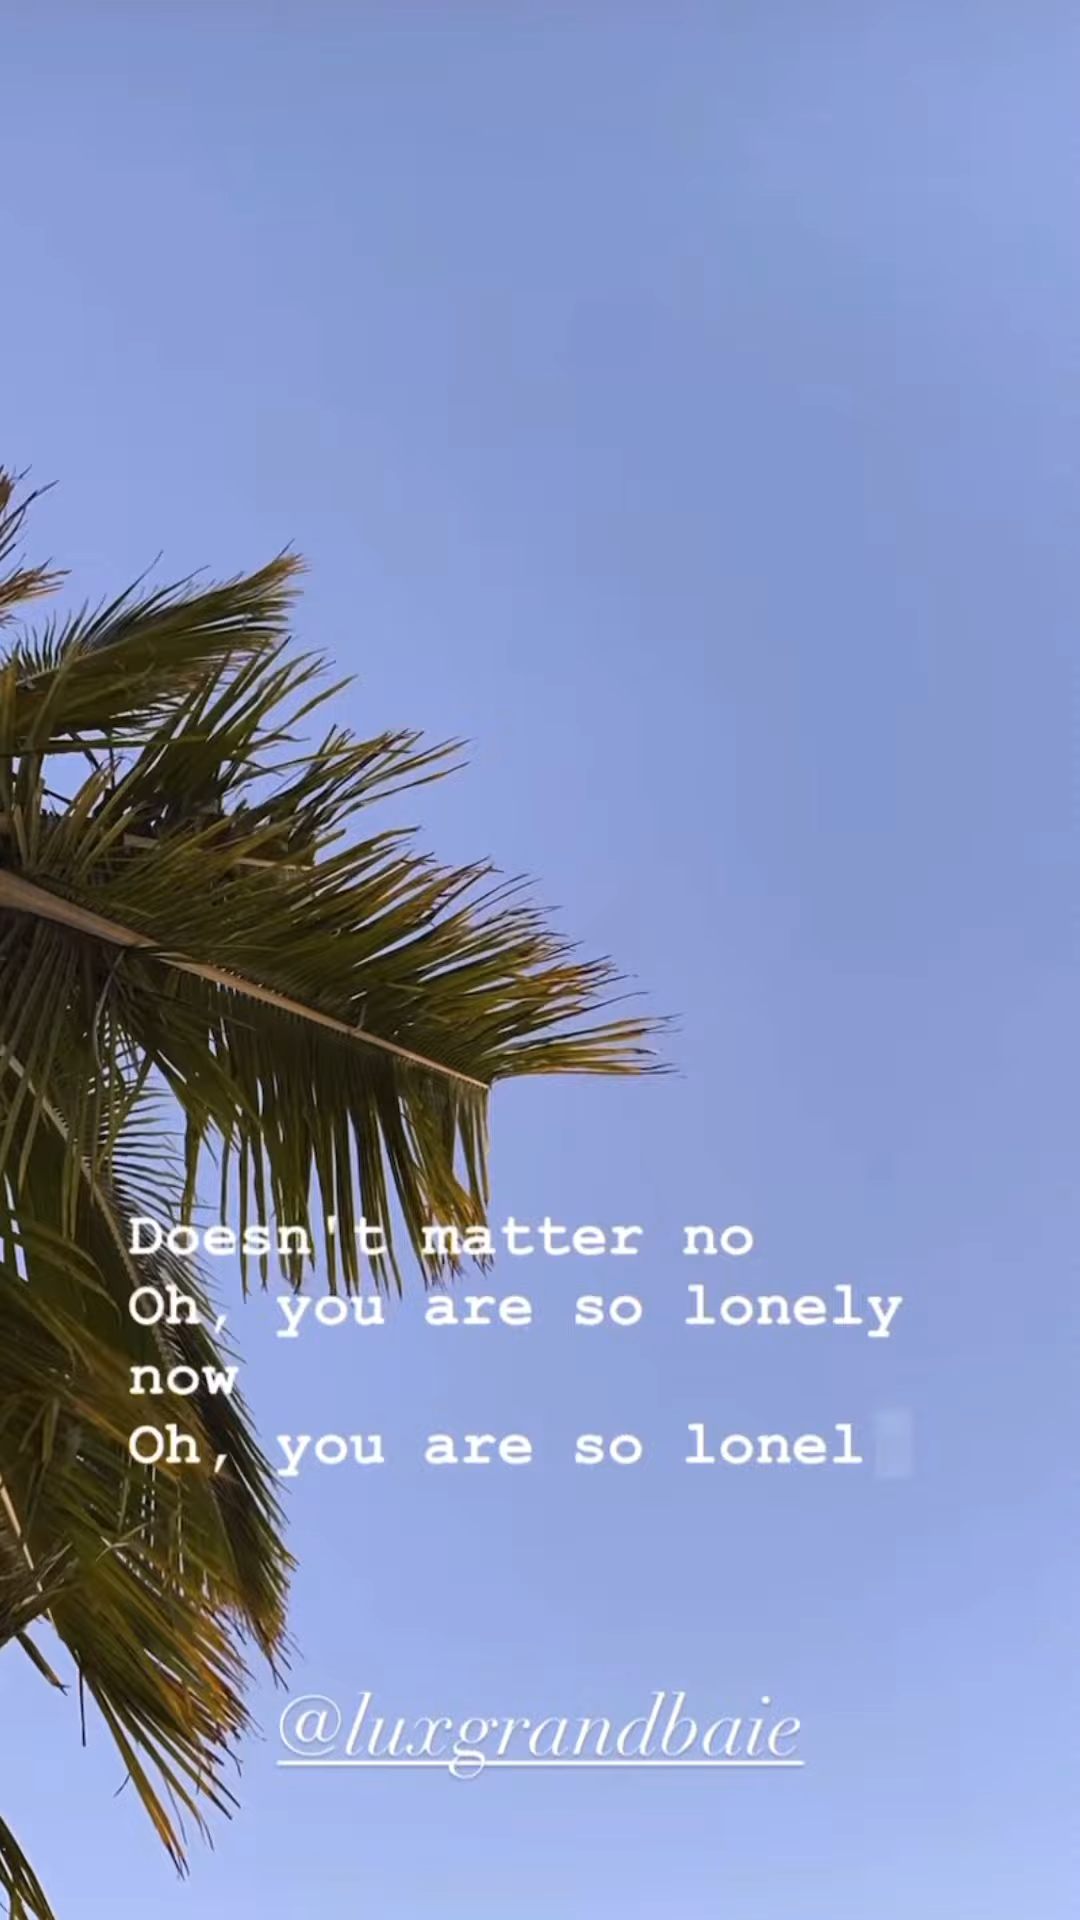 Doesn't matter no
Oh, you are so lonely
now
Oh, you are so lonel
@luxgrandbaie